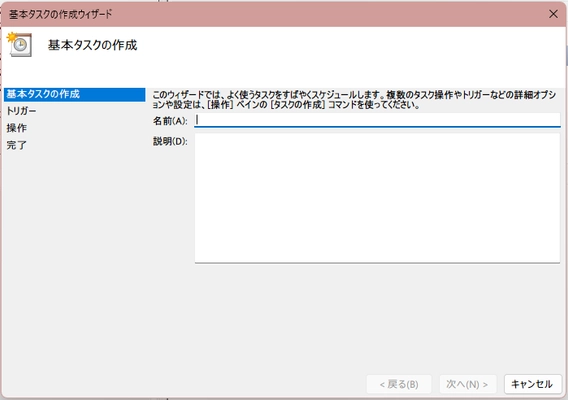 基本タスクの作成ウィザード
基本タスクの作成
基本タスクの作成
トリガー
操作
完了
このウィザードでは、よく使うタスクをすばやくスケジュールします。複数のタスク操作やトリガーなどの詳細オプシ
ョンや設定は、[操作] ペインの [タスクの作成] コマンドを使ってください。
名前(A):
説明(D):
< 戻る(B)
次へ(N) >
キャンセル